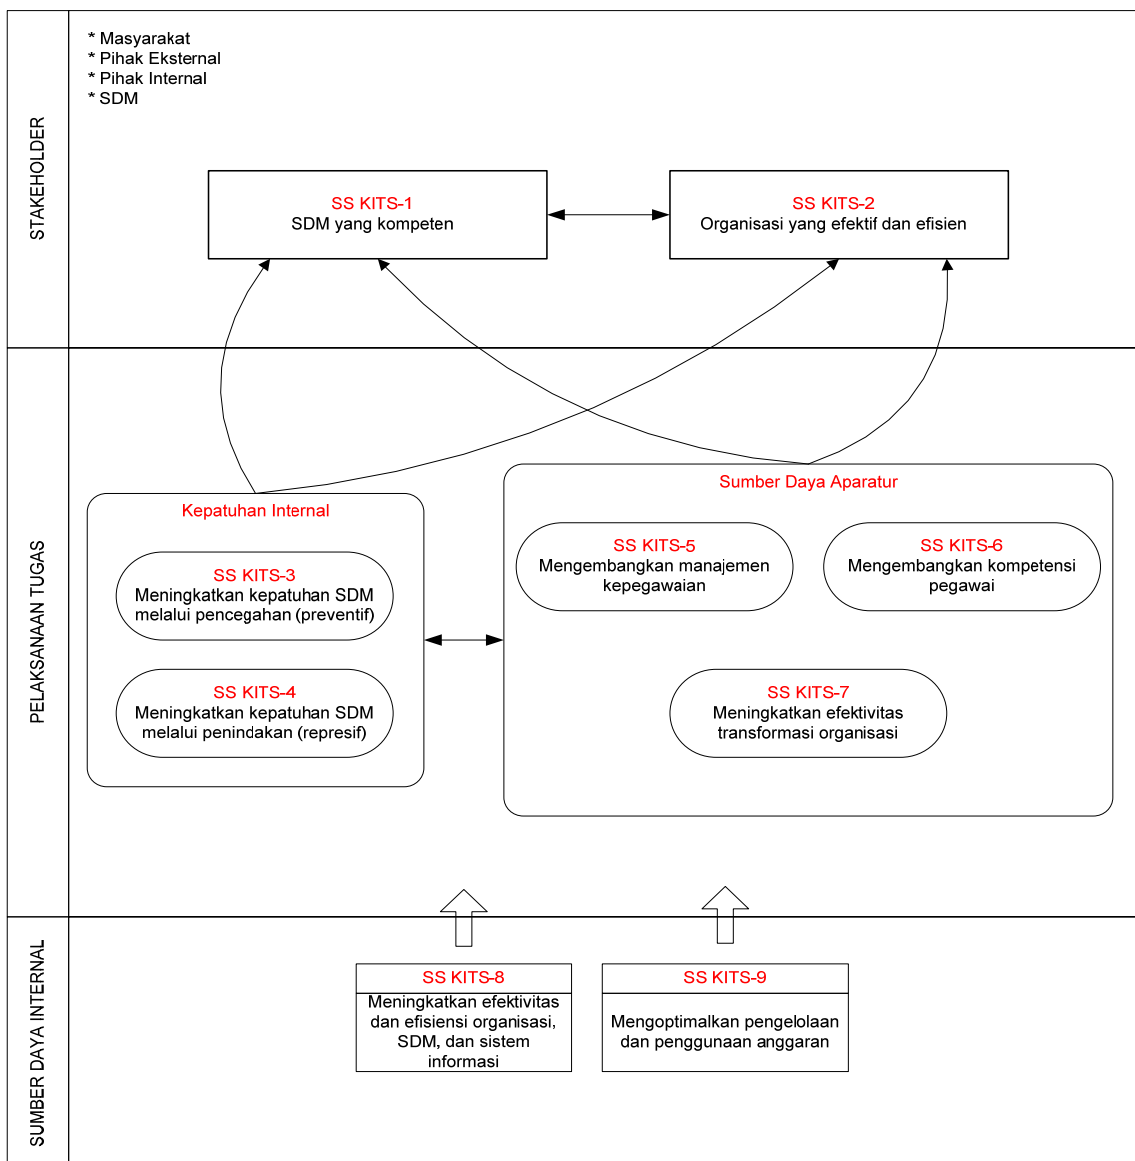 STAKEHOLDER
* Masyarakat
* Pihak Eksternal
* Pihak Internal
* SDM
SS KITS-1
SDM yang kompeten
SS KITS-2
Organisasi yang efektif dan efisien
PELAKSANAAN TUGAS
Kepatuhan Internal
SS KITS-3
Meningkatkan kepatuhan SDM
melalui pencegahan (preventif)
SS KITS-4
Meningkatkan kepatuhan SDM
melalui penindakan (represif)
Sumber Daya Aparatur
SS KITS-5
Mengembangkan manajemen
kepegawaian
SS KITS-6
Mengembangkan kompetensi
pegawai
SS KITS-7
Meningkatkan efektivitas
transformasi organisasi
SUMBER DAYA INTERNAL
SS KITS-8
Meningkatkan efektivitas
dan efisiensi organisasi,
SDM, dan sistem
informasi
SS KITS-9
Mengoptimalkan pengelolaan
dan penggunaan anggaran